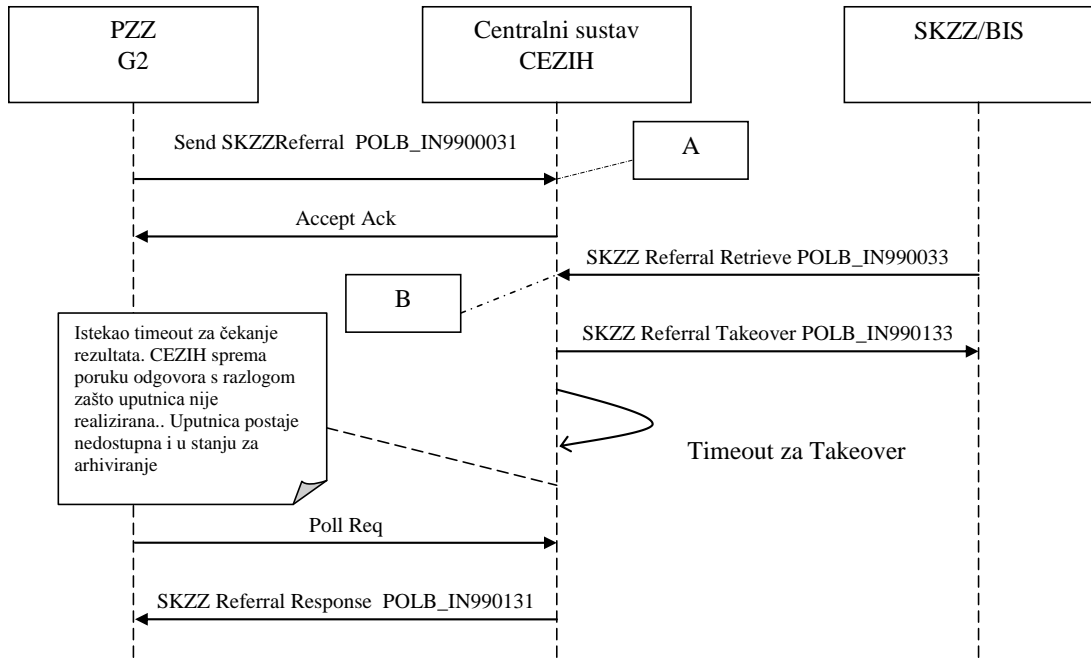 PZZ
G2
Centralni sustav
CEZIH
SKZZ/BIS
Send SKZZReferral  POLB_IN9900031
A
Accept Ack
SKZZ Referral Retrieve POLB_IN990033
B
Istekao timeout za čekanje
rezultata. CEZIH sprema
poruku odgovora s razlogom
zašto uputnica nije
realizirana.. Uputnica postaje
nedostupna i u stanju za
arhiviranje
SKZZ Referral Takeover POLB_IN990133
Timeout za Takeover
Poll Req
SKZZ Referral Response  POLB_IN990131